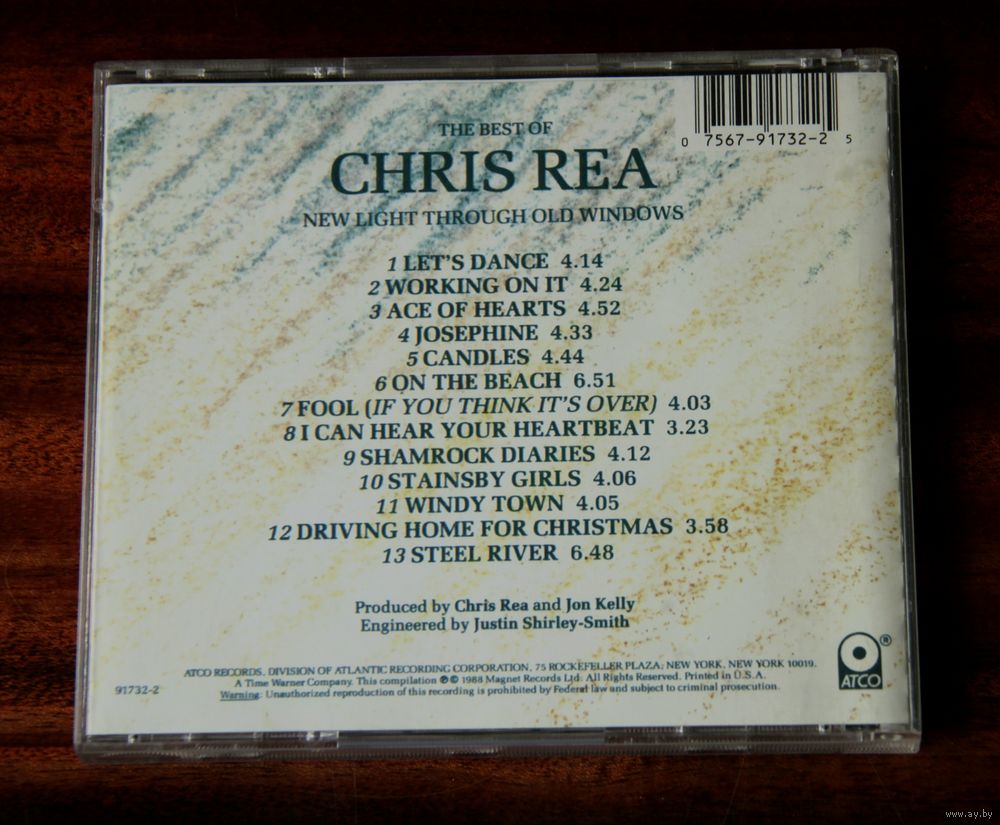 THE BEST OF
CHRIS REA
NEW LIGHT THROUGH OLD WINDOWS
0 7567-91732-2 5
1 LET'S DANCE 4.14
2 WORKING ON IT 4.24
3 ACE OF HEARTS 4.52
4 JOSEPHINE 4.33
5 CANDLES 4.44
6 ON THE BEACH 6.51
7 FOOL (IF YOU THINK IT'S OVER) 4.03
8 I CAN HEAR YOUR HEARTBEAT 3.23
9 SHAMROCK DIARIES 4.12
10 STAINSBY GIRLS 4.06
11 WINDY TOWN 4.05
12 DRIVING HOME FOR CHRISTMAS 3.58
13 STEEL RIVER 6.48
Produced by Chris Rea and Jon Kelly
Engineered by Justin Shirley-Smith
ATCO RECORDS, DIVISION OF ATLANTIC RECORDING CORPORATION, 75 ROCKEFELLER PLAZA, NEW YORK, NEW YORK 10019.
A Time Warner Company. This compilation ℗© 1988 Magnet Records Ltd. All Rights Reserved. Printed in U.S.A.
Warning: Unauthorized reproduction of this recording is prohibited by Federal law and subject to criminal prosecution.
91732-2
ATCO ®
www.ay.by